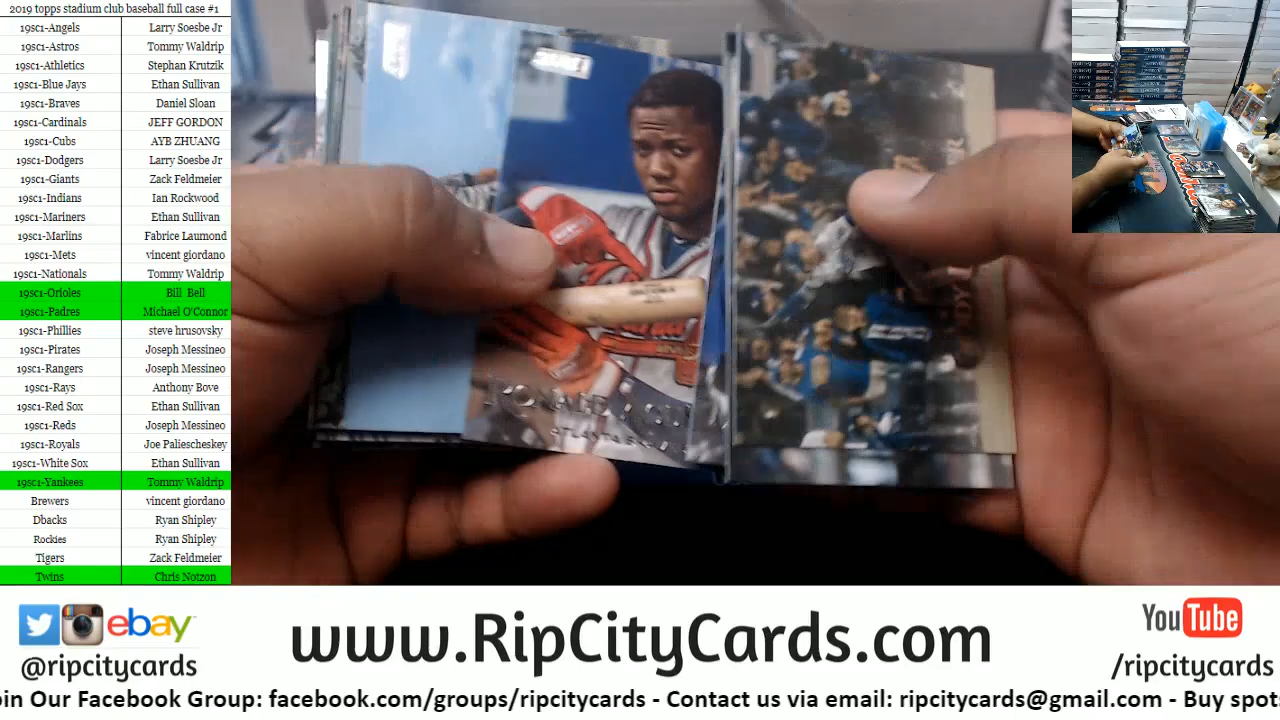 2019 topps stadium club baseball full case #1
19sc1-Angels Larry Soesbe Jr
19sc1-Astros Tommy Waldrip
19sc1-Athletics Stephan Krutzik
19sc1-Blue Jays Ethan Sullivan
19sc1-Braves Daniel Sloan
19sc1-Cardinals JEFF GORDON
19sc1-Cubs AYB ZHUANG
19sc1-Dodgers Larry Soesbe Jr
19sc1-Giants Zack Feldmeier
19sc1-Indians Ian Rockwood
19sc1-Mariners Ethan Sullivan
19sc1-Marlins Fabrice Laumond
19sc1-Mets vincent giordano
19sc1-Nationals Tommy Waldrip
19sc1-Orioles Bill Bell
19sc1-Padres Michael O'Connor
19sc1-Phillies steve hrusovsky
19sc1-Pirates Joseph Messineo
19sc1-Rangers Joseph Messineo
19sc1-Rays Anthony Bove
19sc1-Red Sox Ethan Sullivan
19sc1-Reds Joseph Messineo
19sc1-Royals Joe Paliescheskey
19sc1-White Sox Ethan Sullivan
19sc1-Yankees Tommy Waldrip
Brewers vincent giordano
Dbacks Ryan Shipley
Rockies Ryan Shipley
Tigers Zack Feldmeier
Twins Chris Notzon
ATLANTA
ebay
@ripcitycards
www.RipCityCards.com
YouTube
/ripcitycards
oin Our Facebook Group: facebook.com/groups/ripcitycards - Contact us via email: ripcitycards@gmail.com - Buy spot